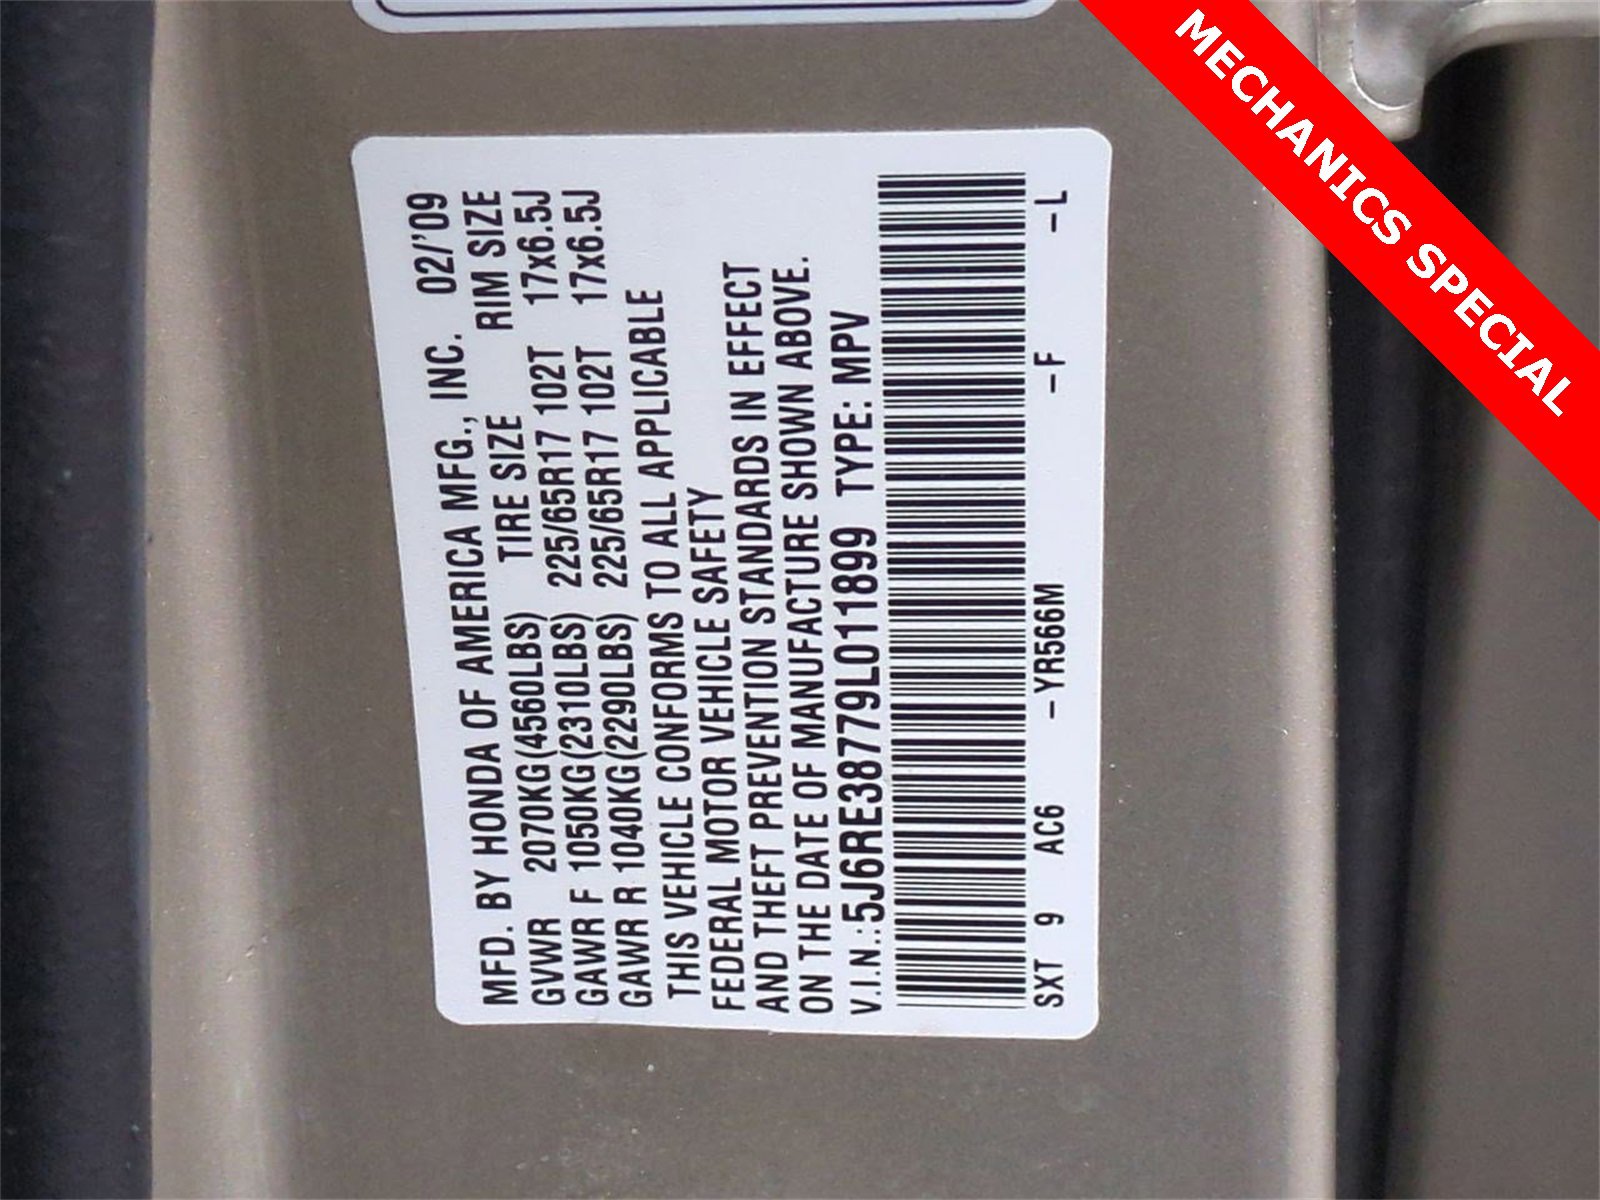 MECHANICS SPECIAL
MFD. BY HONDA OF AMERICA MFG., INC. 02/'09
GVWR 2070KG(4560LBS) TIRE SIZE RIM SIZE
GAWR F 1050KG(2310LBS) 225/65R17 102T 17x6.5J
GAWR R 1040KG(2290LBS) 225/65R17 102T 17x6.5J
THIS VEHICLE CONFORMS TO ALL APPLICABLE
FEDERAL MOTOR VEHICLE SAFETY
AND THEFT PREVENTION STANDARDS IN EFFECT
ON THE DATE OF MANUFACTURE SHOWN ABOVE.
V.I.N.:5J6RE38779L011899 TYPE: MPV
SXT 9 AC6 - YR566M -F -L